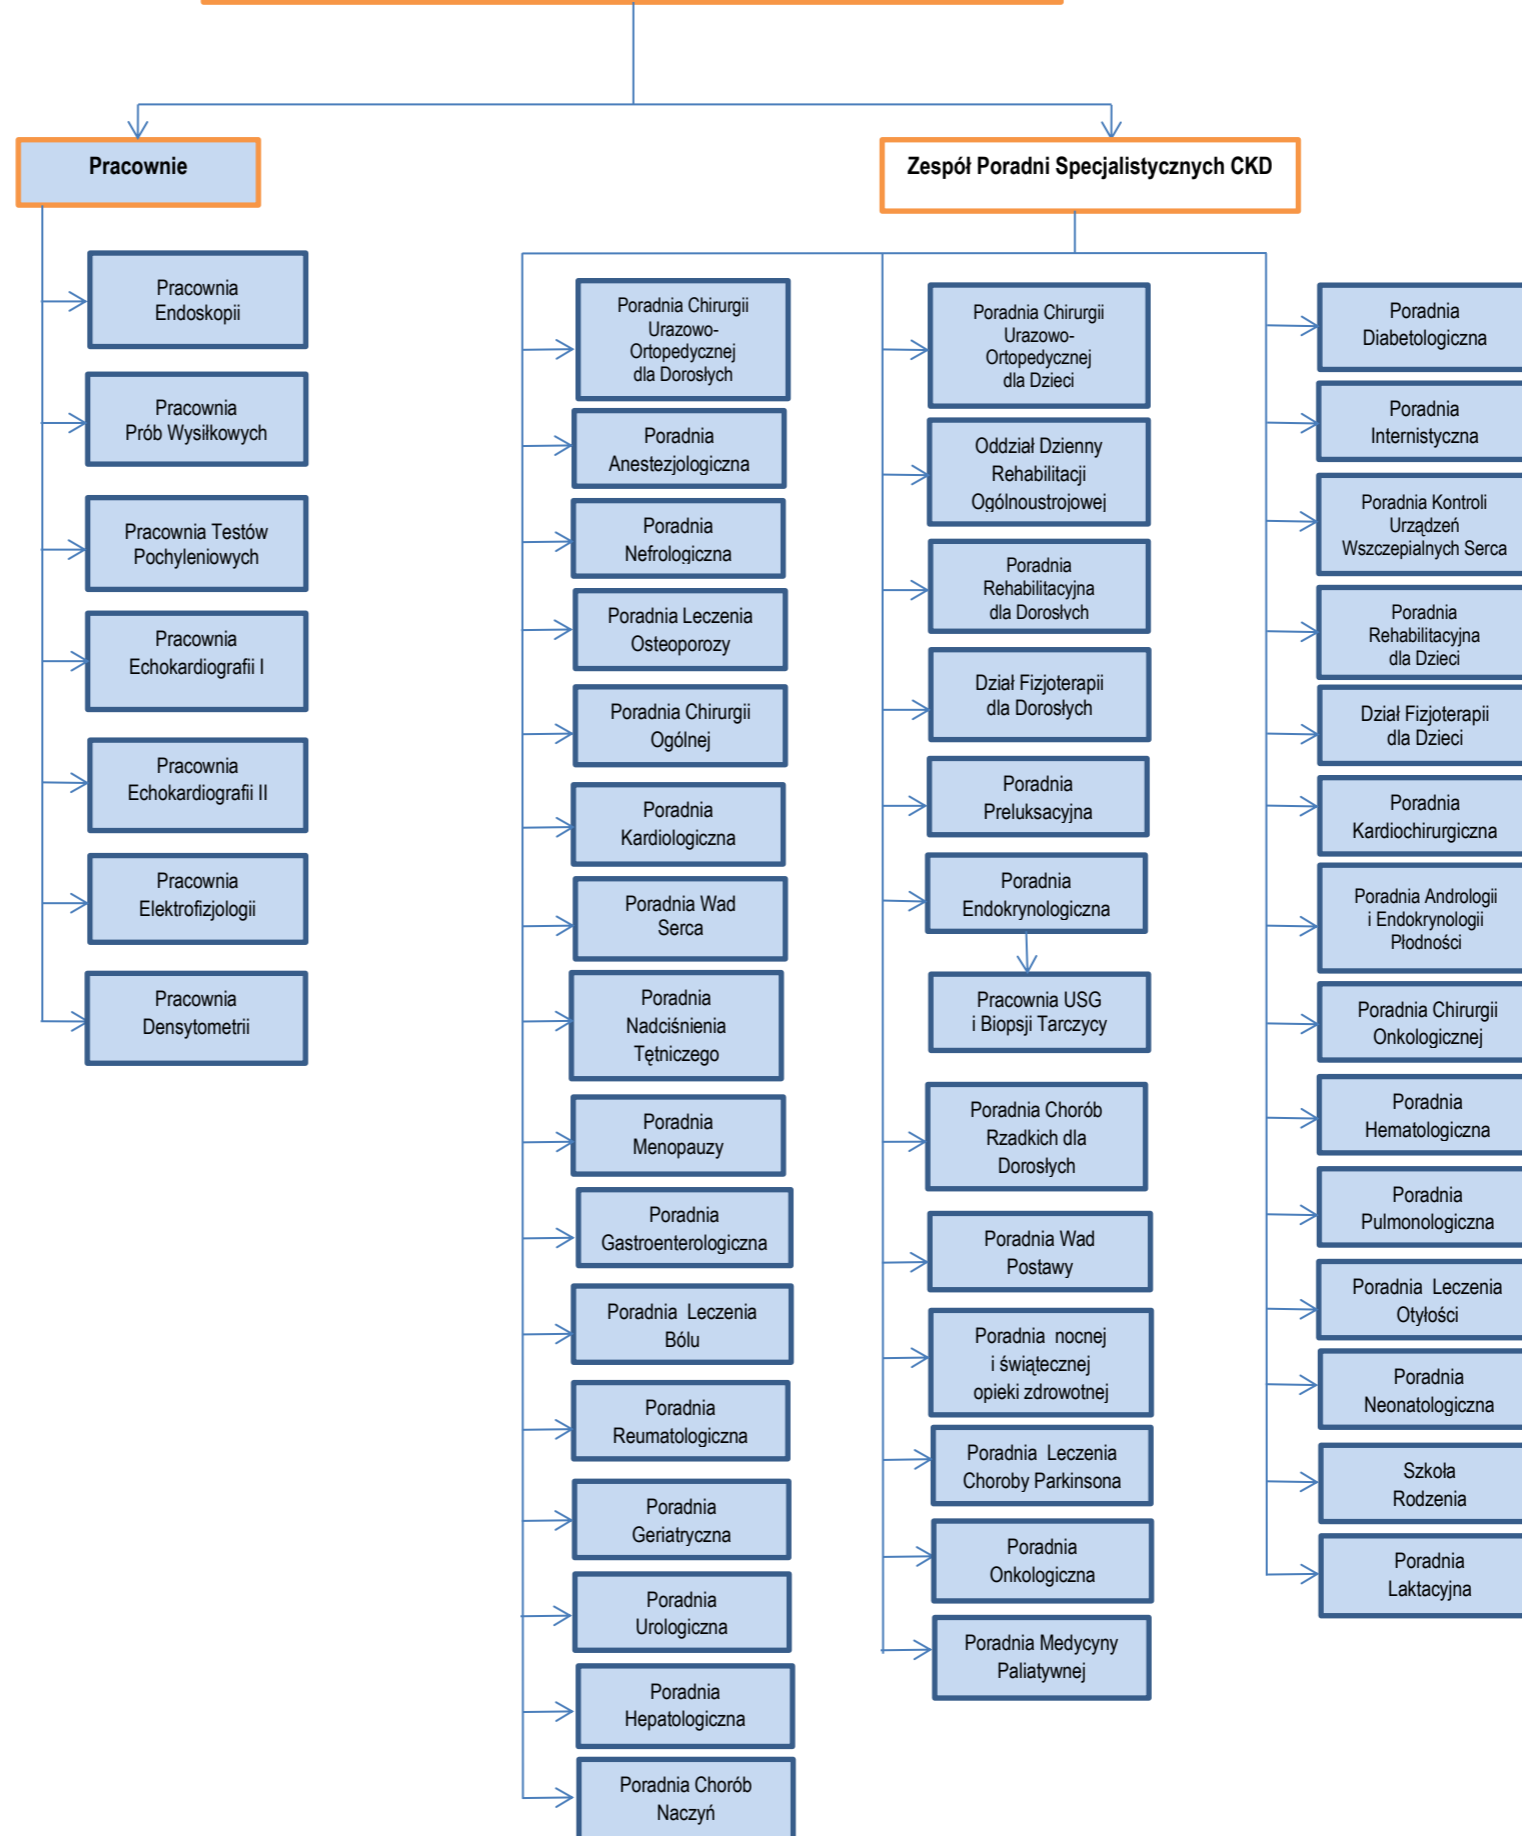 Pracownie
Zespół Poradni Specjalistycznych CKD
Pracownia
Endoskopii
Pracownia
Prób Wysiłkowych
Pracownia Testów
Pochyleniowych
Pracownia
Echokardiografii I
Pracownia
Echokardiografii II
Pracownia
Elektrofizjologii
Pracownia
Densytometrii
Poradnia Chirurgii
Urazowo-
Ortopedycznej
dla Dorosłych
Poradnia
Anestezjologiczna
Poradnia
Nefrologiczna
Poradnia Leczenia
Osteoporozy
Poradnia Chirurgii
Ogólnej
Poradnia
Kardiologiczna
Poradnia Wad
Serca
Poradnia
Nadciśnienia
Tętniczego
Poradnia
Menopauzy
Poradnia
Gastroenterologiczna
Poradnia Leczenia
Bólu
Poradnia
Reumatologiczna
Poradnia
Geriatryczna
Poradnia
Urologiczna
Poradnia
Hepatologiczna
Poradnia Chorób
Naczyń
Poradnia Chirurgii
Urazowo-
Ortopedycznej
dla Dzieci
Oddział Dzienny
Rehabilitacji
Ogólnoustrojowej
Poradnia
Rehabilitacyjna
dla Dorosłych
Dział Fizjoterapii
dla Dorosłych
Poradnia
Preluksacyjna
Poradnia
Endokrynologiczna
Pracownia USG
i Biopsji Tarczycy
Poradnia Chorób
Rzadkich dla
Dorosłych
Poradnia Wad
Postawy
Poradnia nocnej
i świątecznej
opieki zdrowotnej
Poradnia Leczenia
Choroby Parkinsona
Poradnia
Onkologiczna
Poradnia Medycyny
Paliatywnej
Poradnia
Diabetologiczna
Poradnia
Internistyczna
Poradnia Kontroli
Urządzeń
Wszczepialnych Serca
Poradnia
Rehabilitacyjna
dla Dzieci
Dział Fizjoterapii
dla Dzieci
Poradnia
Kardiochirurgiczna
Poradnia Andrologii
i Endokrynologii
Płodności
Poradnia Chirurgii
Onkologicznej
Poradnia
Hematologiczna
Poradnia
Pulmonologiczna
Poradnia Leczenia
Otyłości
Poradnia
Neonatologiczna
Szkoła
Rodzenia
Poradnia
Laktacyjna